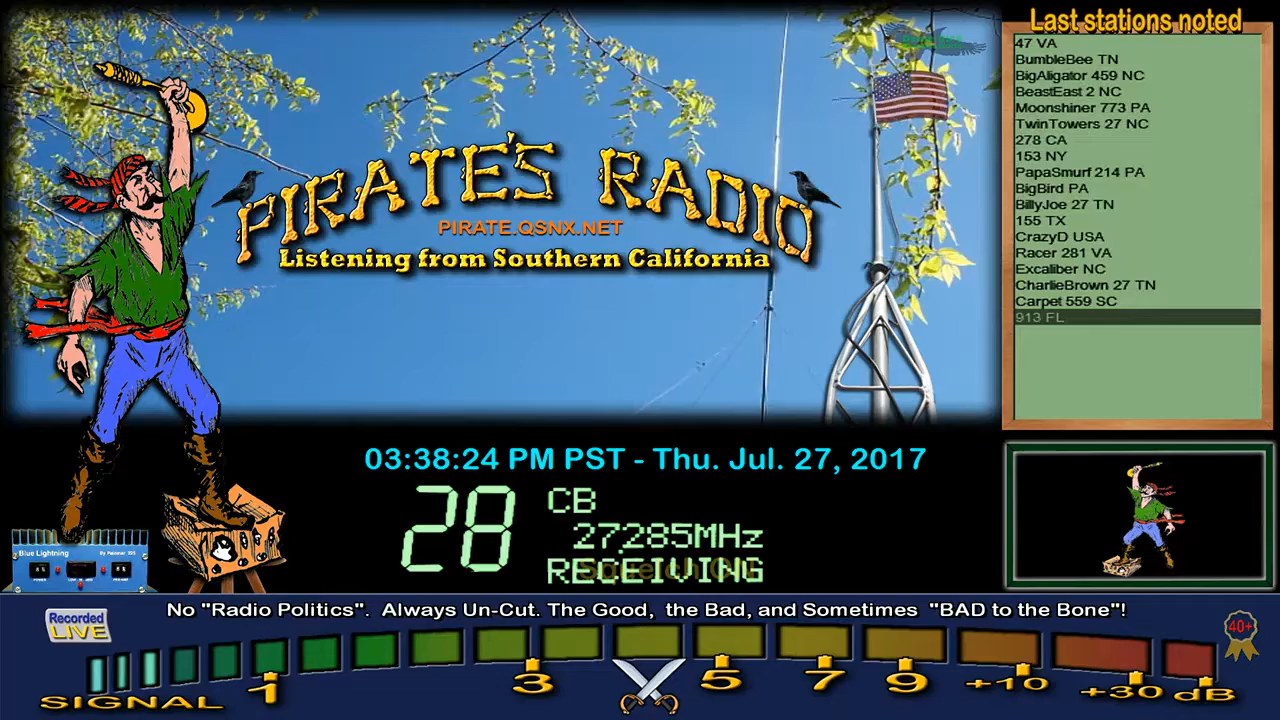 Last stations noted
47 VA
BumbleBee TN
BigAligator 459 NC
BeastEast 2 NC
Moonshiner 773 PA
TwinTowers 27 NC
278 CA
153 NY
PapaSmurf 214 PA
BigBird PA
BillyJoe 27 TN
155 TX
CrazyD USA
Racer 281 VA
Excaliber NC
CharlieBrown 27 TN
Carpet 559 SC
913 FL
PIRATE'S RADIO
PIRATE.QSNX.NET
Listening from Southern California
03:38:24 PM PST - Thu. Jul. 27, 2017
28
CB
27,285MHz
RECEIVING
Blue Lightning
No "Radio Politics". Always Un-Cut. The Good, the Bad, and Sometimes "BAD to the Bone"!
Recorded
LIVE
40+
SIGNAL 1 3 5 7 9 +10 +30 dB